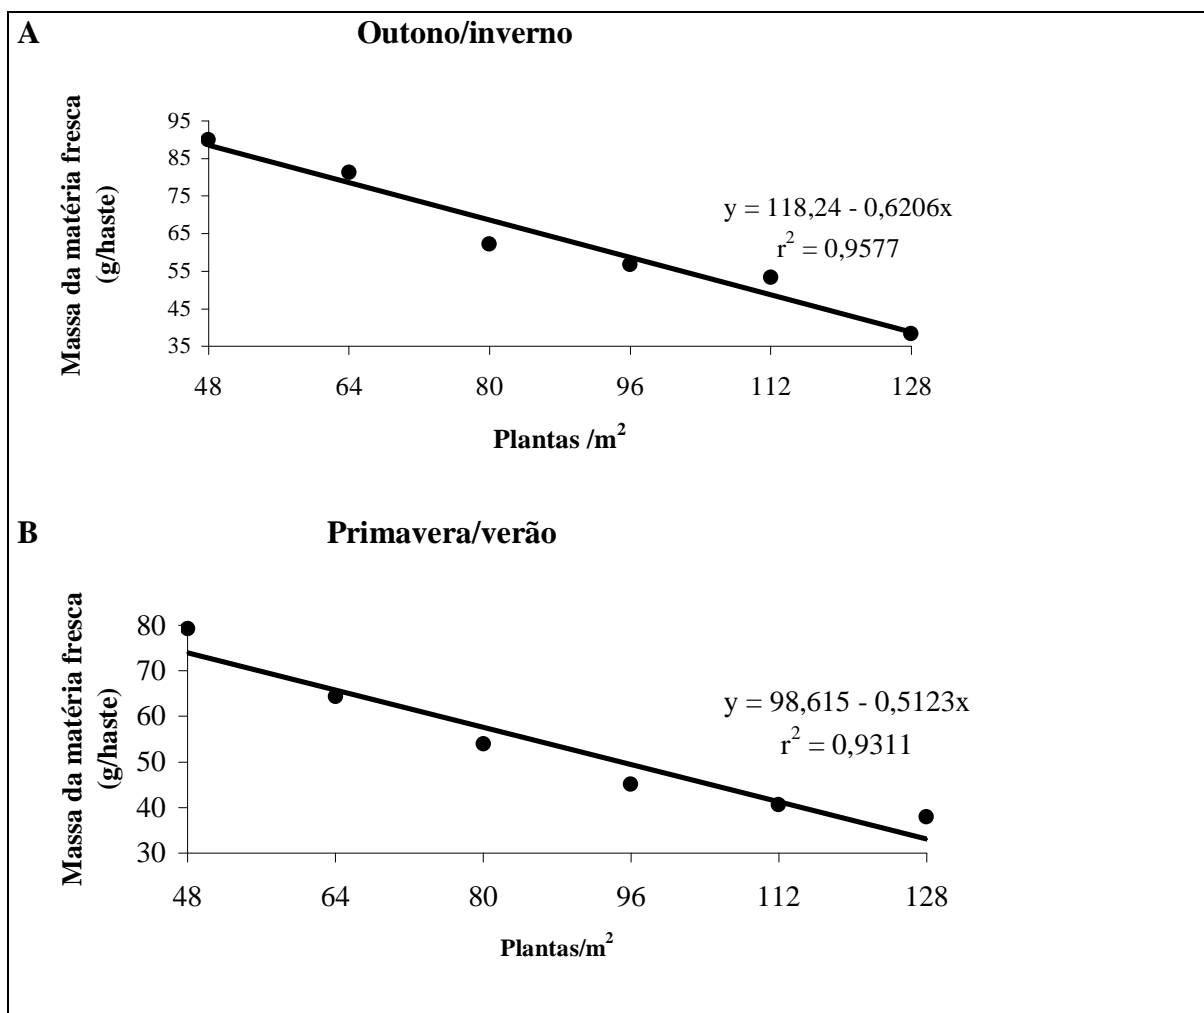 A
Outono/inverno
Massa da matéria fresca
(g/haste)
95
85
75
65
55
45
35
y = 118,24 - 0,6206x
r² = 0,9577
48 64 80 96 112 128
Plantas /m²
B
Primavera/verão
Massa da matéria fresca
(g/haste)
80
70
60
50
40
30
y = 98,615 - 0,5123x
r² = 0,9311
48 64 80 96 112 128
Plantas/m²